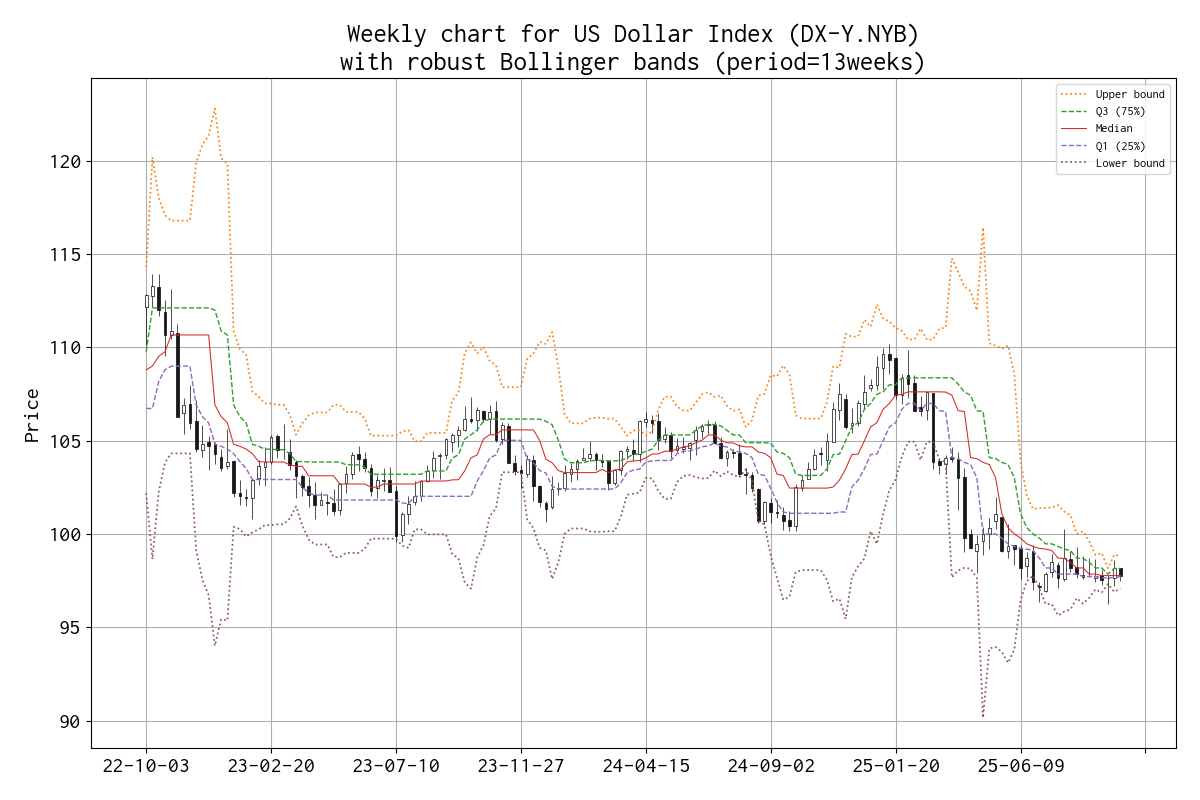 Weekly chart for US Dollar Index (DX-Y.NYB)
with robust Bollinger bands (period=13weeks)
Upper bound
Q3 (75%)
Median
Q1 (25%)
Lower bound
Price
120
115
110
105
100
95
90
22-10-03
23-02-20
23-07-10
23-11-27
24-04-15
24-09-02
25-01-20
25-06-09